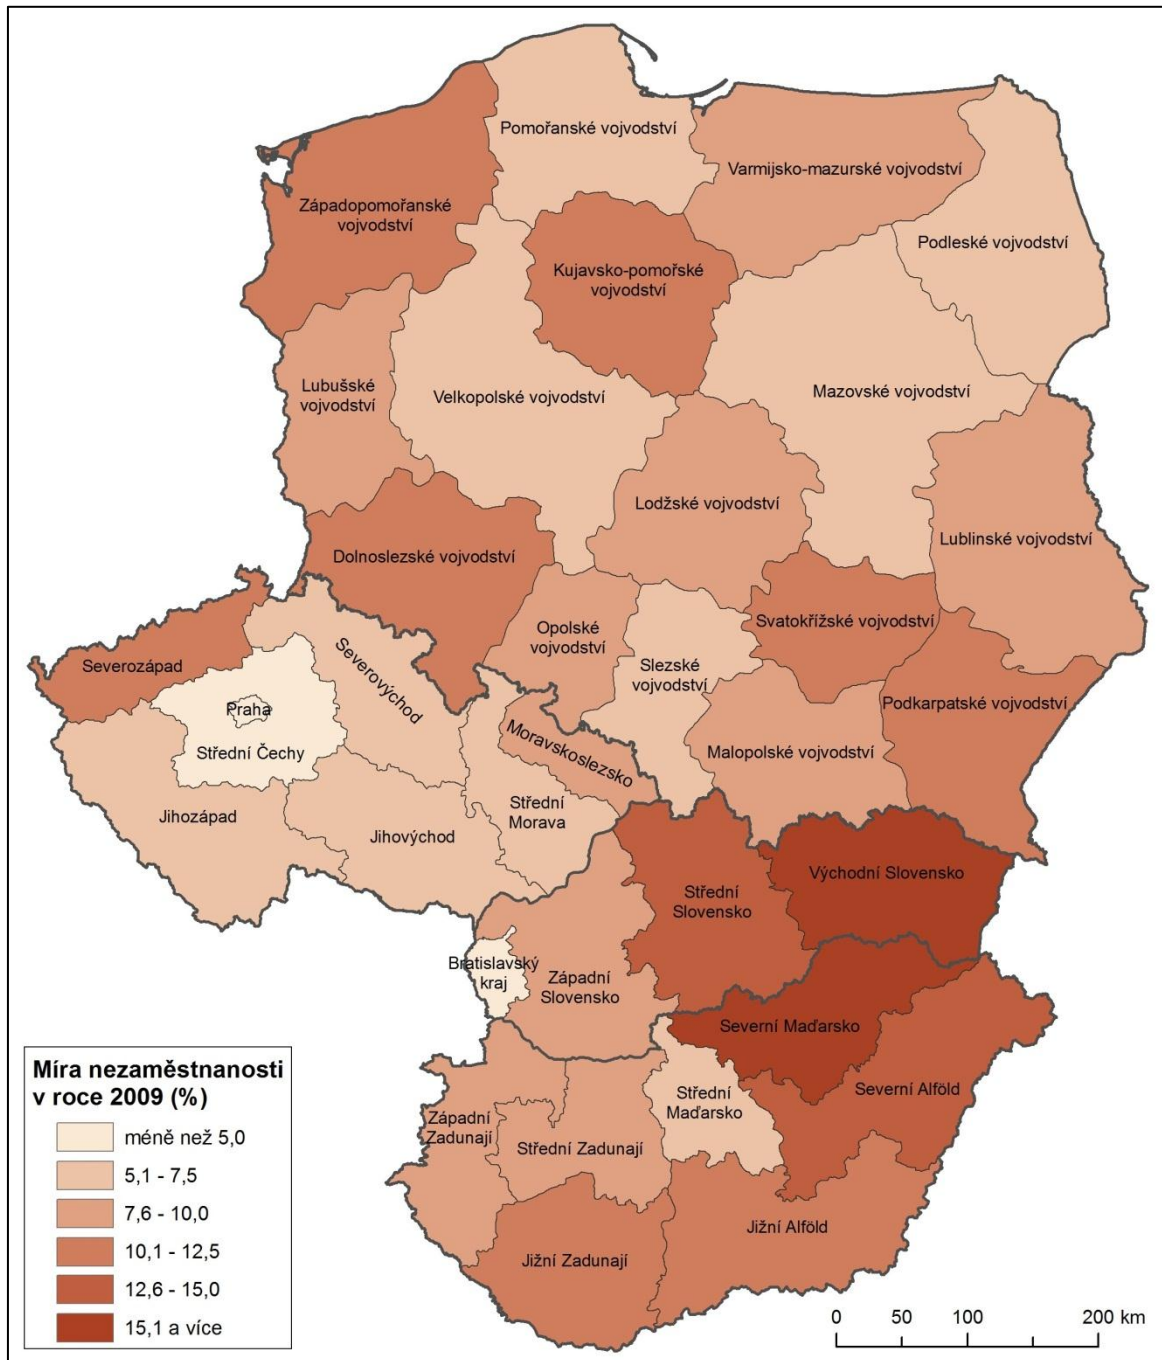 Pomořanské vojvodství
Varmijsko-mazurské vojvodství
Západopomořanské
vojvodství
Podleské vojvodství
Kujavsko-pomořské
vojvodství
Lubušské
vojvodství
Velkopolské vojvodství
Mazovské vojvodství
Lodžské vojvodství
Lublinské vojvodství
Dolnoslezské vojvodství
Opolské
vojvodství
Svatokřížské vojvodství
Slezské
vojvodství
Severozápad
Severovýchod
Praha
Střední Čechy
Podkarpatské vojvodství
Malopolské vojvodství
Moravskoslezsko
Střední
Morava
Jihozápad
Jihovýchod
Východní Slovensko
Střední
Slovensko
Bratislavský
kraj
Západní
Slovensko
Severní Maďarsko
Severní Alföld
Střední
Maďarsko
Západní
Zadunají
Střední Zadunají
Jižní Alföld
Jižní Zadunají
Míra nezaměstnanosti
v roce 2009 (%)
méně než 5,0
5,1 - 7,5
7,6 - 10,0
10,1 - 12,5
12,6 - 15,0
15,1 a více
0 50 100 200 km